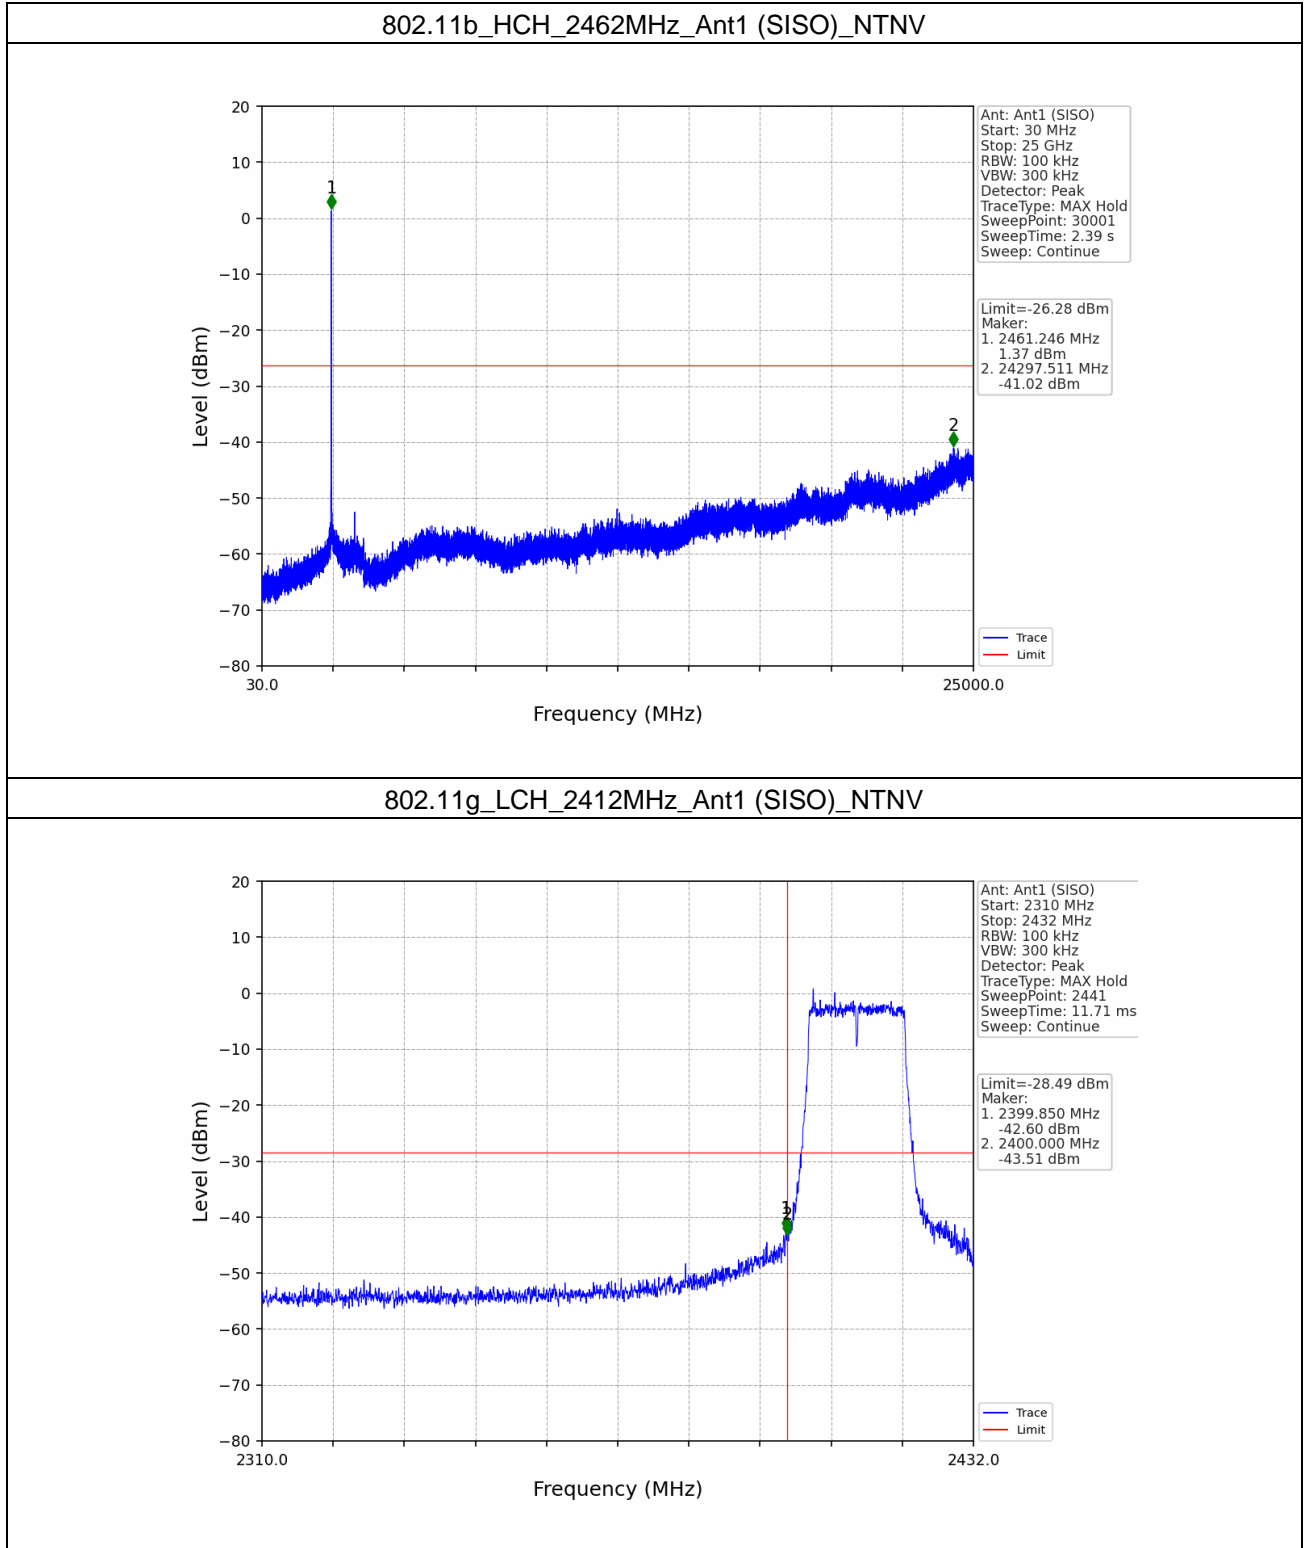 802.11b_HCH_2462MHz_Ant1 (SISO)_NTNV
20
10
0
−10
−20
−30
−40
−50
−60
−70
−80
Level (dBm)
1
2
30.0
25000.0
Frequency (MHz)
Ant: Ant1 (SISO)
Start: 30 MHz
Stop: 25 GHz
RBW: 100 kHz
VBW: 300 kHz
Detector: Peak
TraceType: MAX Hold
SweepPoint: 30001
SweepTime: 2.39 s
Sweep: Continue
Limit=-26.28 dBm
Maker:
1. 2461.246 MHz
1.37 dBm
2. 24297.511 MHz
-41.02 dBm
Trace
Limit
802.11g_LCH_2412MHz_Ant1 (SISO)_NTNV
20
10
0
−10
−20
−30
−40
−50
−60
−70
−80
Level (dBm)
1
2
2310.0
2432.0
Frequency (MHz)
Ant: Ant1 (SISO)
Start: 2310 MHz
Stop: 2432 MHz
RBW: 100 kHz
VBW: 300 kHz
Detector: Peak
TraceType: MAX Hold
SweepPoint: 2441
SweepTime: 11.71 ms
Sweep: Continue
Limit=-28.49 dBm
Maker:
1. 2399.850 MHz
-42.60 dBm
2. 2400.000 MHz
-43.51 dBm
Trace
Limit